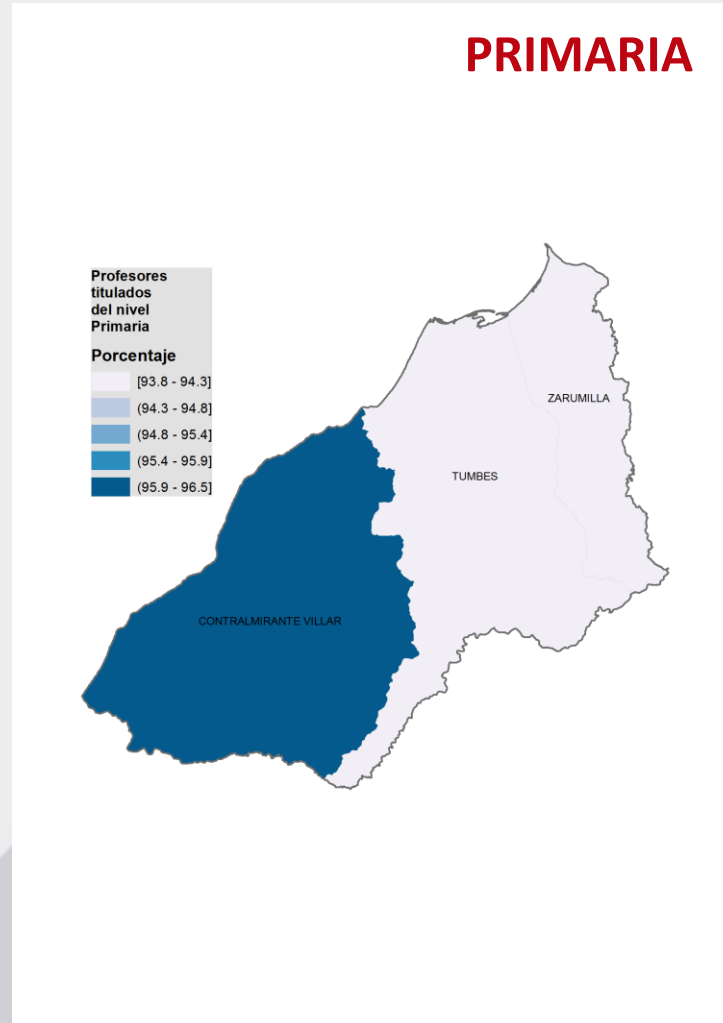 PRIMARIA
Profesores
titulados
del nivel
Primaria
Porcentaje
[93.8 - 94.3]
(94.3 - 94.8]
(94.8 - 95.4]
(95.4 - 95.9]
(95.9 - 96.5]
ZARUMILLA
TUMBES
CONTRALMIRANTE VILLAR